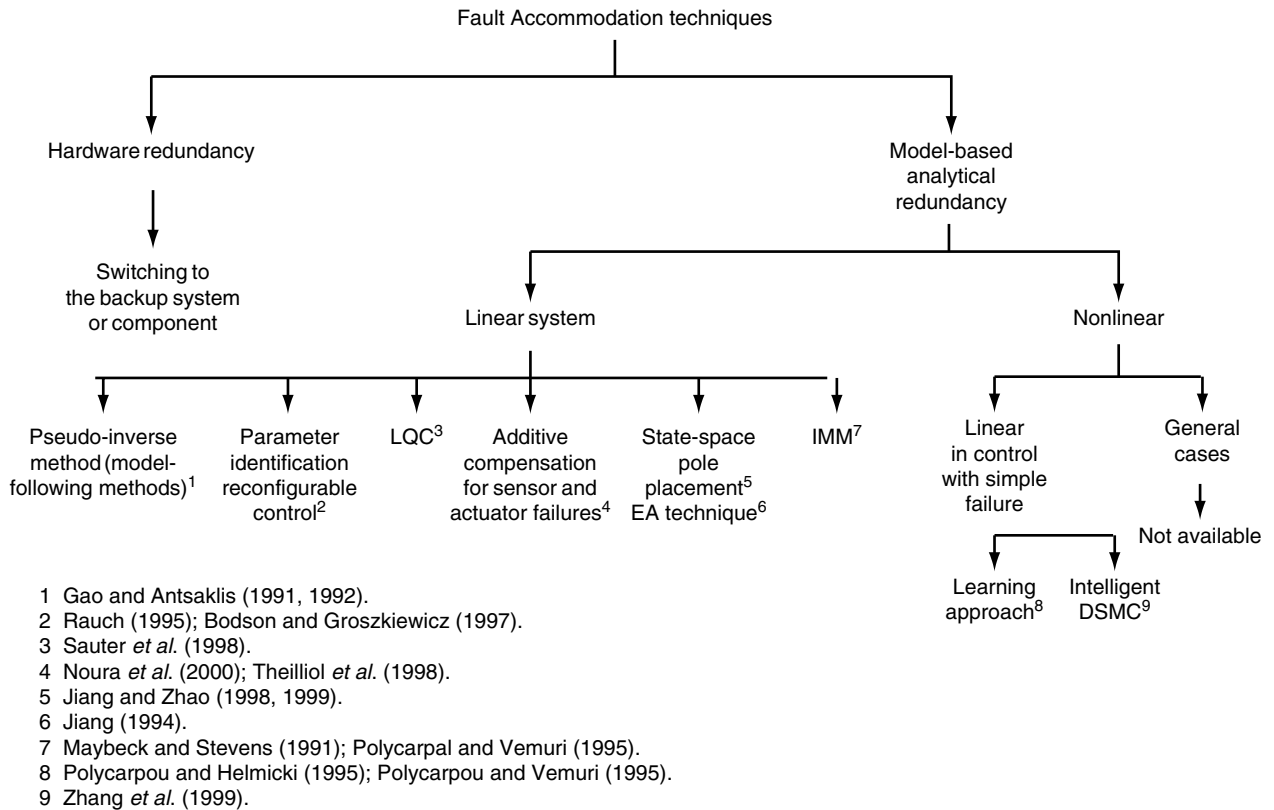 Fault Accommodation techniques
Hardware redundancy
Model-based
analytical
redundancy
Switching to
the backup system
or component
Linear system
Nonlinear
Pseudo-inverse
method (model-
following methods)1
Parameter
identification
reconfigurable
control2
LQC3
Additive
compensation
for sensor and
actuator failures4
State-space
pole
placement5
EA technique6
IMM7
Linear
in control
with simple
failure
General
cases
Not available
Learning
approach8
Intelligent
DSMC9
1 Gao and Antsaklis (1991, 1992).
2 Rauch (1995); Bodson and Groszkiewicz (1997).
3 Sauter et al. (1998).
4 Noura et al. (2000); Theilliol et al. (1998).
5 Jiang and Zhao (1998, 1999).
6 Jiang (1994).
7 Maybeck and Stevens (1991); Polycarpal and Vemuri (1995).
8 Polycarpou and Helmicki (1995); Polycarpou and Vemuri (1995).
9 Zhang et al. (1999).